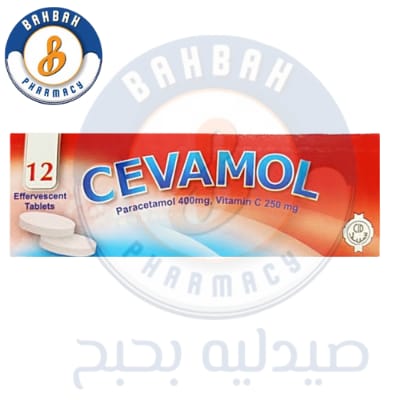 BAHBAH
PHARMACY
BAHBAH
12
Effervescent
Tablets
CEVAMOL
Paracetamol 400mg, Vitamin C 250 mg
CID
PHARMACY
صيدليه بحبح